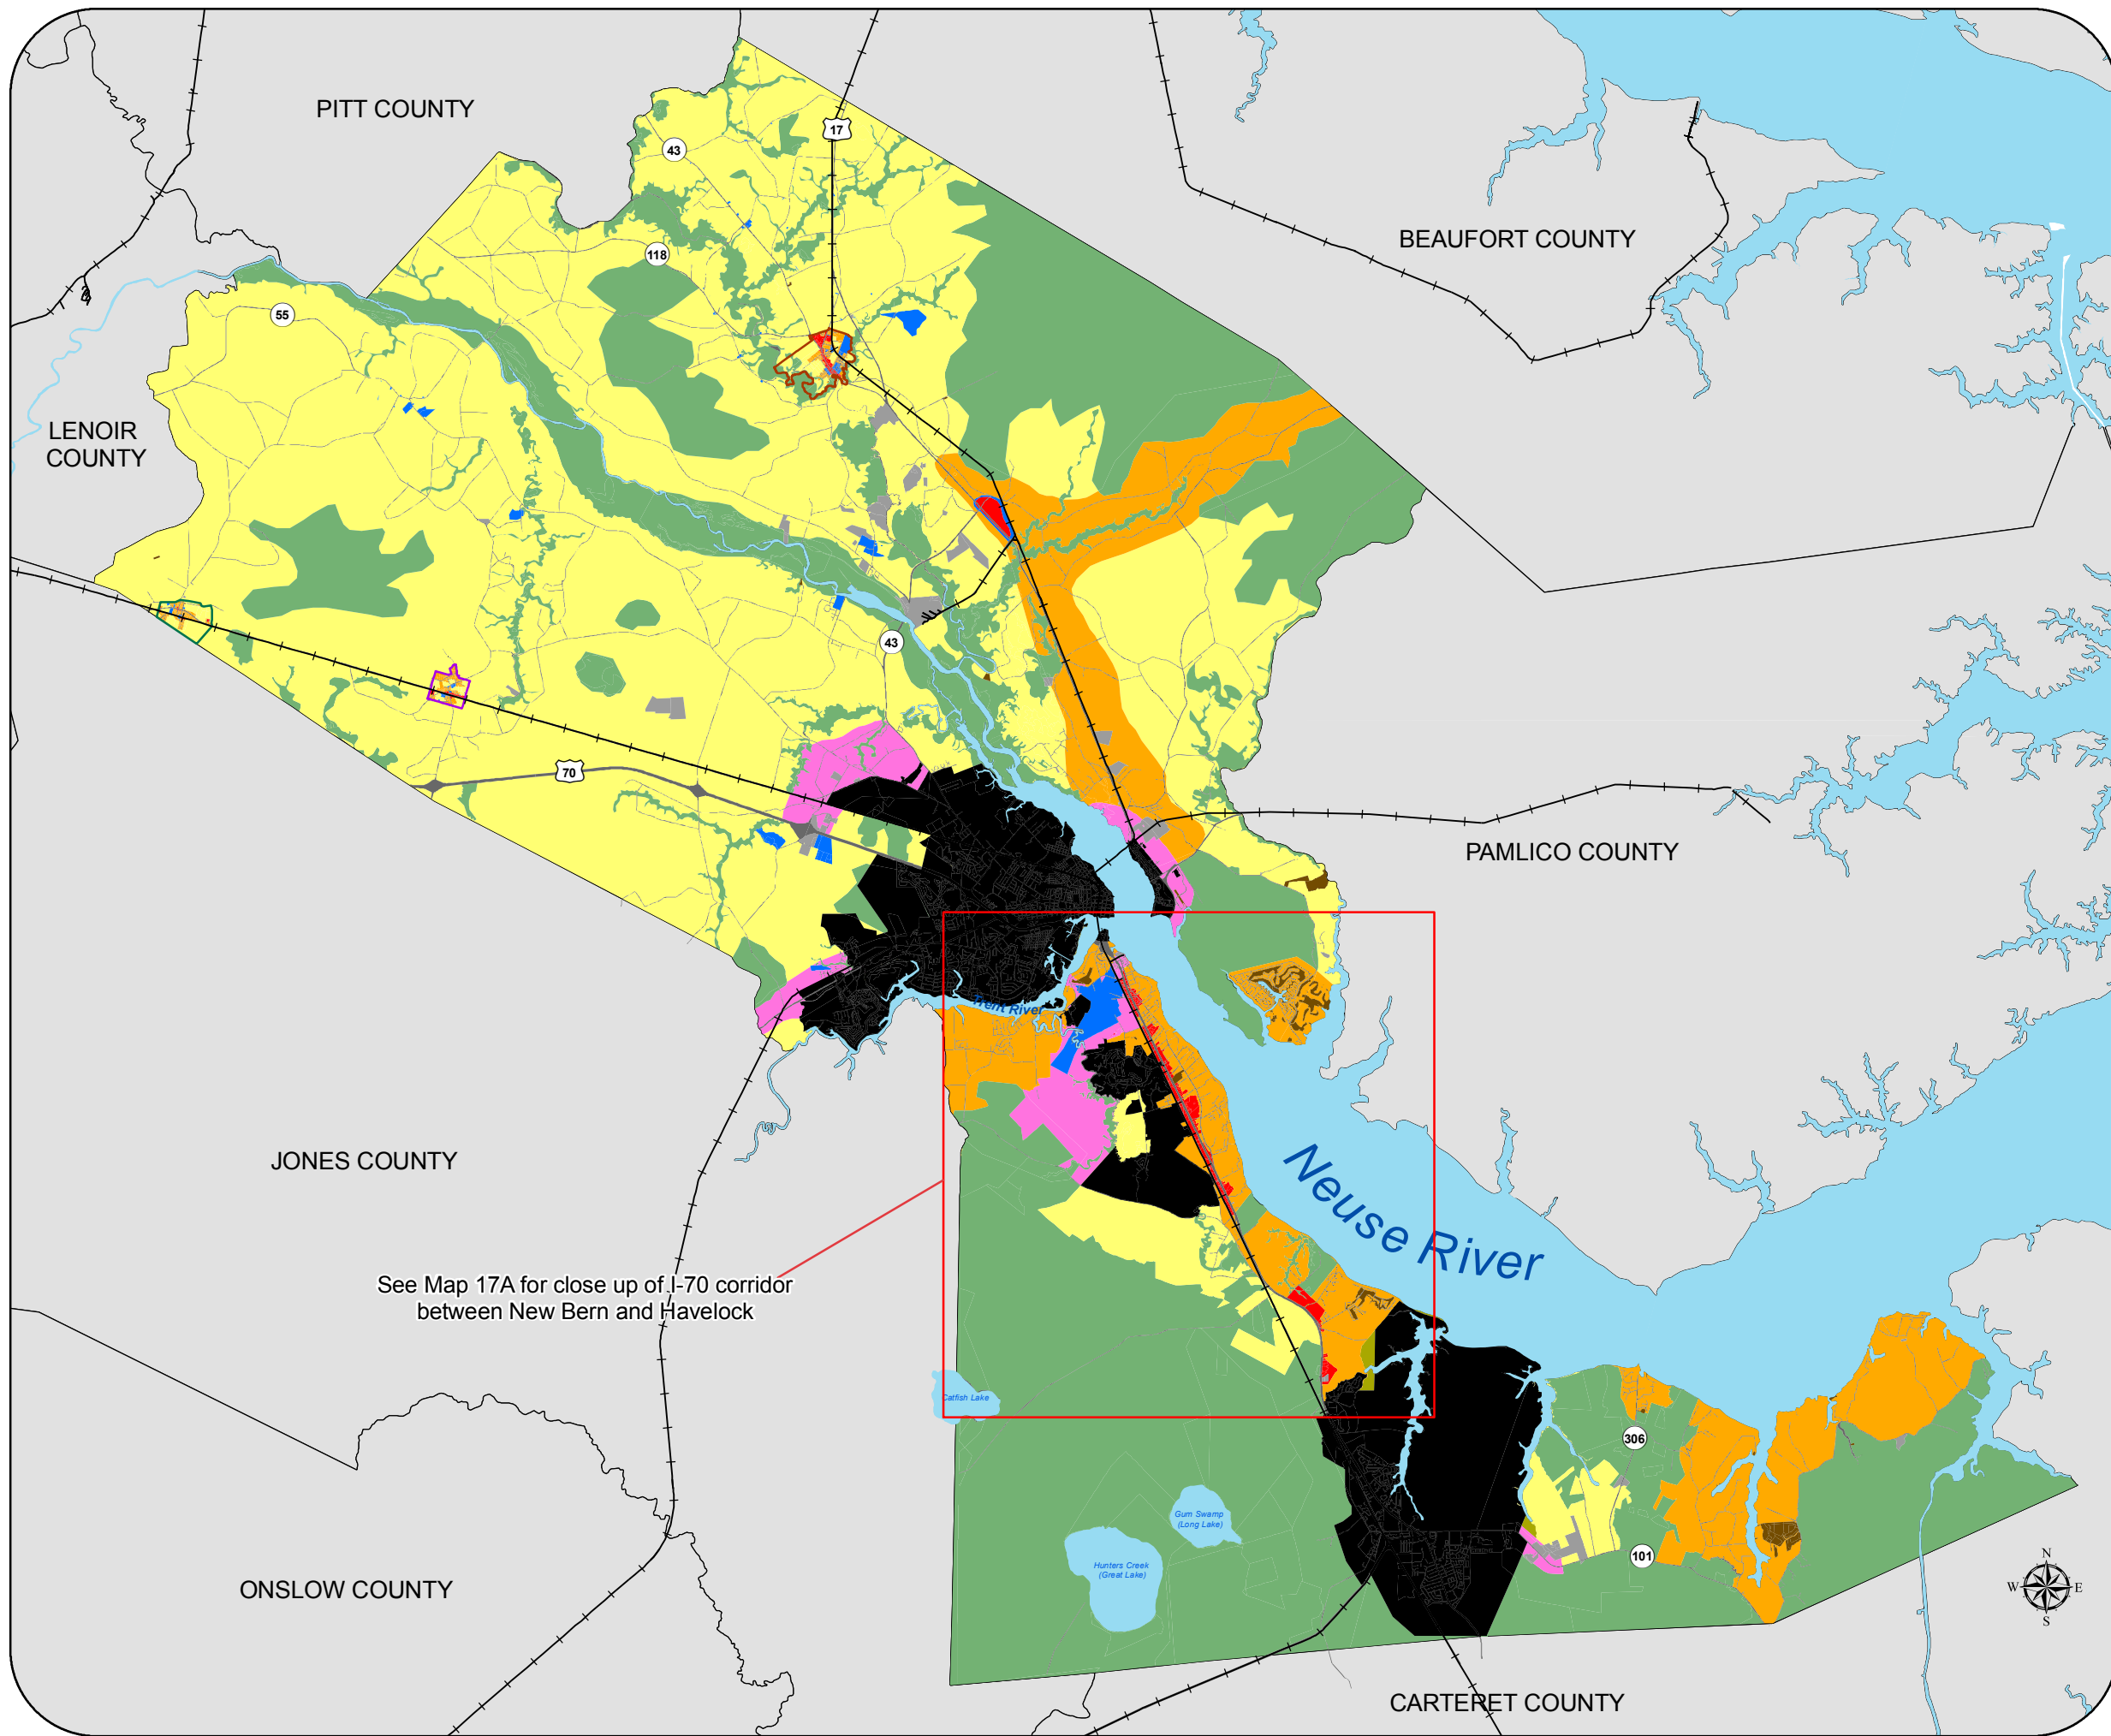 PITT COUNTY
17
43
BEAUFORT COUNTY
118
55
LENOIR
COUNTY
43
70
PAMLICO COUNTY
Trent River
JONES COUNTY
Neuse River
See Map 17A for close up of I-70 corridor
between New Bern and Havelock
Catfish Lake
306
Gum Swamp
(Long Lake)
Hunters Creek
(Great Lake)
101
N
W E
S
ONSLOW COUNTY
CARTERET COUNTY